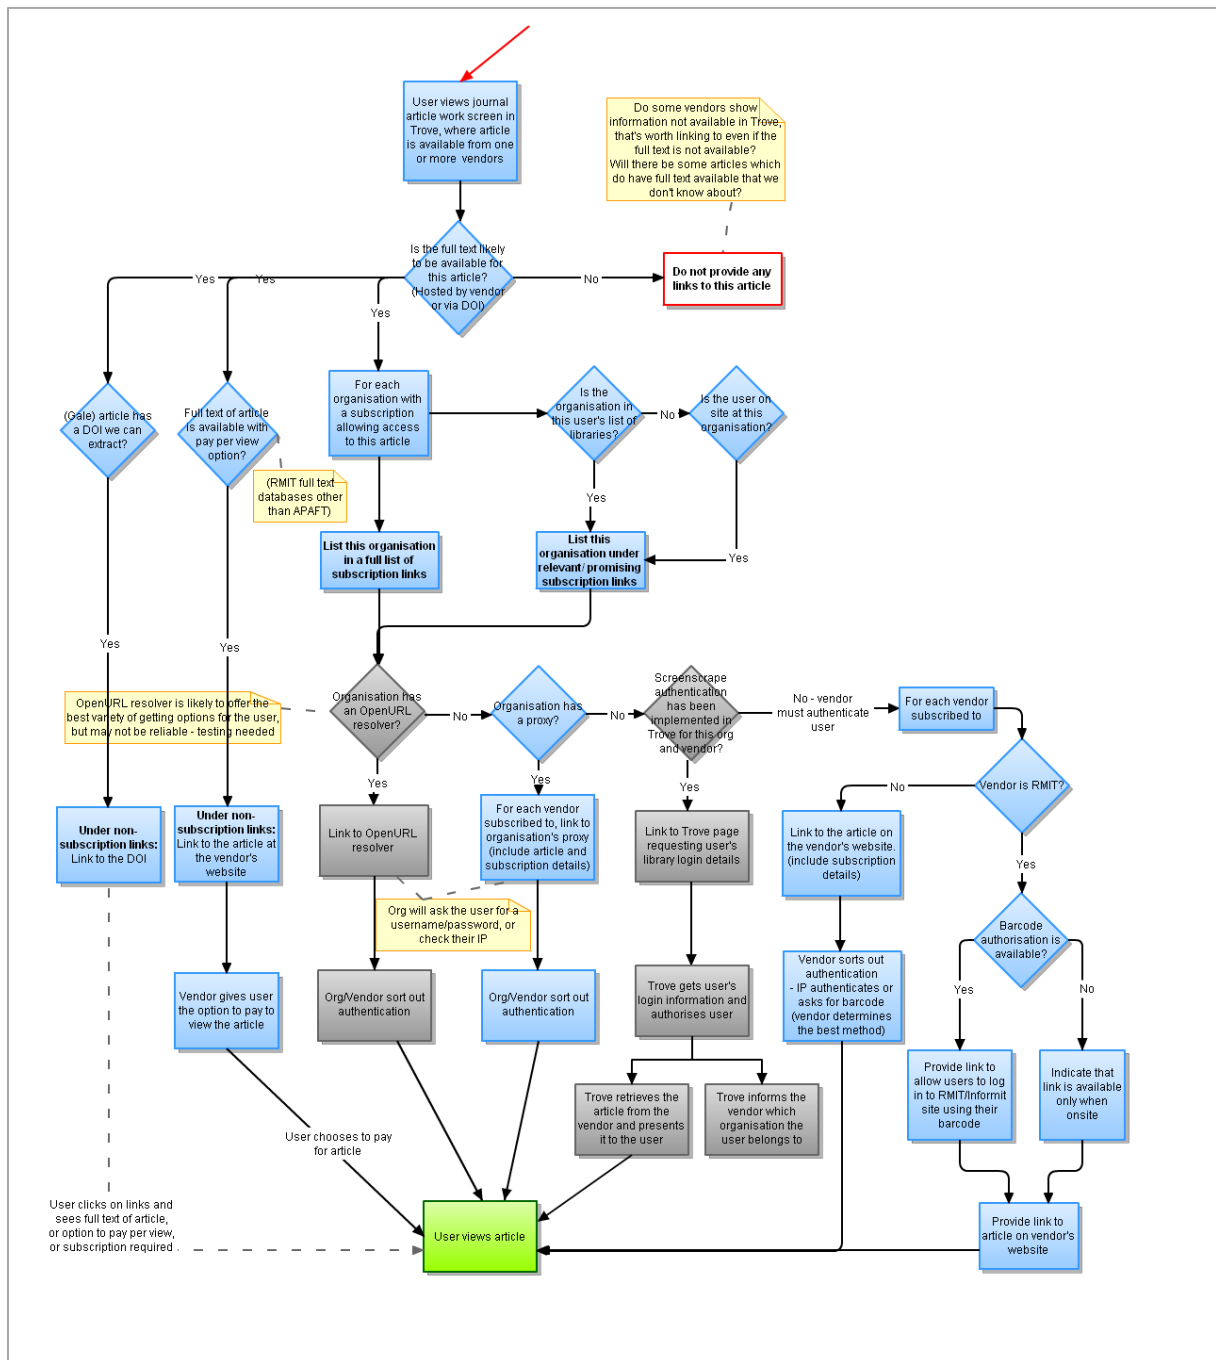 User views journal
article work screen in
Trove, where article
is available from one
or more vendors
Do some vendors show
information not available in Trove,
that's worth linking to even if the
full text is not available?
Will there be some articles which
do have full text available that we
don't know about?
Is the full text likely
to be available for
this article?
(Hosted by vendor
or via DOI)
Yes
Yes
Yes
No
Do not provide any
links to this article
(Gale) article has
a DOI we can
extract?
Full text of article
is available with
pay per view
option?
For each
organisation with
a subscription
allowing access
to this article
Is the
organisation in
this user's list of
libraries?
No
Is the user on
site at this
organisation?
(RMIT full text
databases other
than APAFT)
Yes
Yes
List this organisation
in a full list of
subscription links
List this
organisation under
relevant/ promising
subscription links
Yes
Yes
OpenURL resolver is likely to offer the
best variety of getting options for the user,
but may not be reliable - testing needed
Organisation has
an OpenURL
resolver?
No
Organisation has
a proxy?
No
Screenscrape
authentication
has been
implemented in
Trove for this org
and vendor?
No - vendor
must authenticate
user
For each vendor
subscribed to
Yes
Yes
Yes
No
Vendor is RMIT?
Yes
Under non-
subscription links:
Link to the DOI
Under non-
subscription links:
Link to the article at
the vendor's
website
Link to OpenURL
resolver
For each vendor
subscribed to, link to
organisation's proxy
(include article and
subscription details)
Link to Trove page
requesting user's
library login details
Link to the article on
the vendor's website.
(include subscription
details)
Org will ask the user for a
username/password, or
check their IP
Barcode
authorisation is
available?
Yes
No
Vendor gives user
the option to pay to
view the article
Org/Vendor sort out
authentication
Org/Vendor sort out
authentication
Trove gets user's
login information and
authorises user
Vendor sorts out
authentication
- IP authenticates or
asks for barcode
(vendor determines
the best method)
Provide link to
allow users to log
in to RMIT/Informit
site using their
barcode
Indicate that
link is available
only when
onsite
Trove retrieves the
article from the
vendor and presents
it to the user
Trove informs the
vendor which
organisation the
user belongs to
User chooses to pay
for article
User clicks on links and
sees full text of article,
or option to pay per view,
or subscription required
User views article
Provide link to
article on vendor's
website